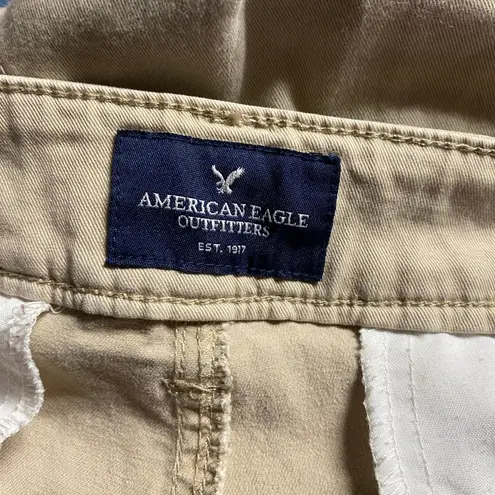 AMERICAN EAGLE
OUTFITTERS
EST. 1917